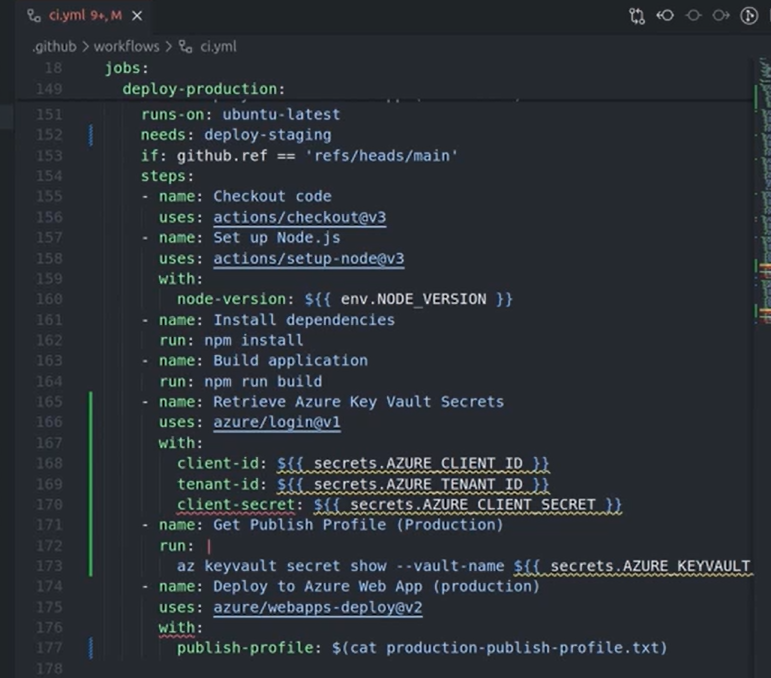 ci.yml 9+, M
.github > workflows > ci.yml
18 jobs:
149 deploy-production:
151 runs-on: ubuntu-latest
152 needs: deploy-staging
153 if: github.ref == 'refs/heads/main'
154 steps:
155 - name: Checkout code
156 uses: actions/checkout@v3
157 - name: Set up Node.js
158 uses: actions/setup-node@v3
159 with:
160 node-version: ${{ env.NODE_VERSION }}
161 - name: Install dependencies
162 run: npm install
163 - name: Build application
164 run: npm run build
165 - name: Retrieve Azure Key Vault Secrets
166 uses: azure/login@v1
167 with:
168 client-id: ${{ secrets.AZURE_CLIENT_ID }}
169 tenant-id: ${{ secrets.AZURE_TENANT_ID }}
170 client-secret: ${{ secrets.AZURE_CLIENT_SECRET }}
171 - name: Get Publish Profile (Production)
172 run: |
173 az keyvault secret show --vault-name ${{ secrets.AZURE_KEYVAULT
174 - name: Deploy to Azure Web App (production)
175 uses: azure/webapps-deploy@v2
176 with:
177 publish-profile: $(cat production-publish-profile.txt)
178